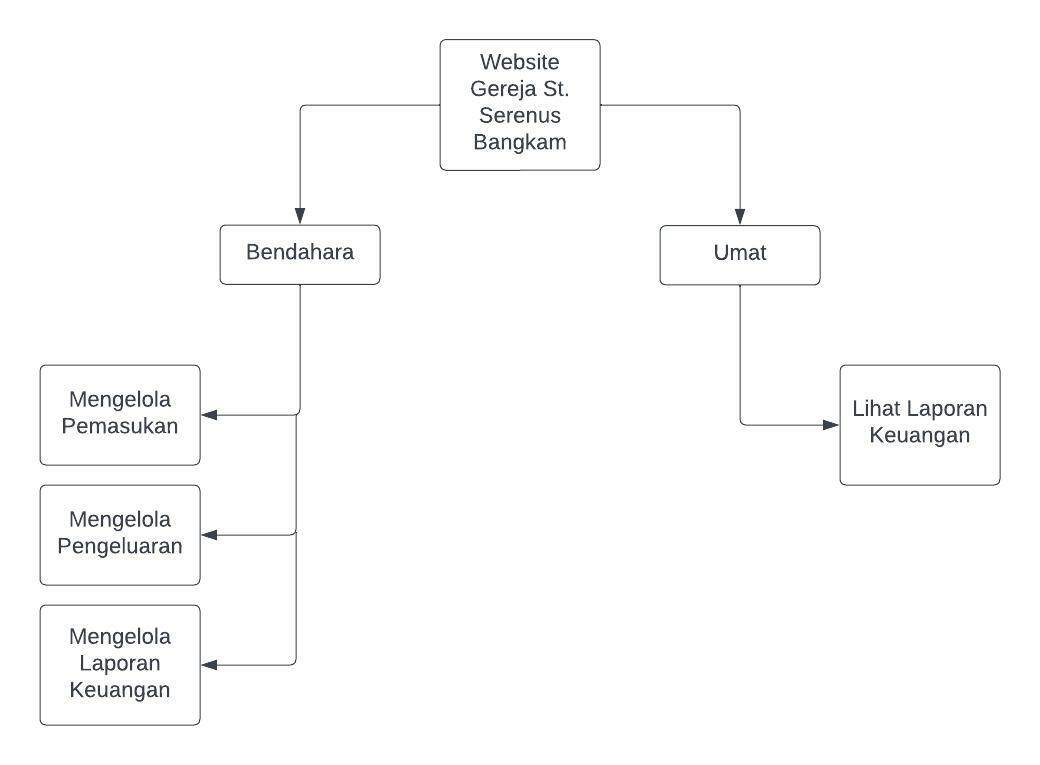 Website
Gereja St.
Serenus
Bangkam
Bendahara
Umat
Mengelola
Pemasukan
Lihat Laporan
Keuangan
Mengelola
Pengeluaran
Mengelola
Laporan
Keuangan